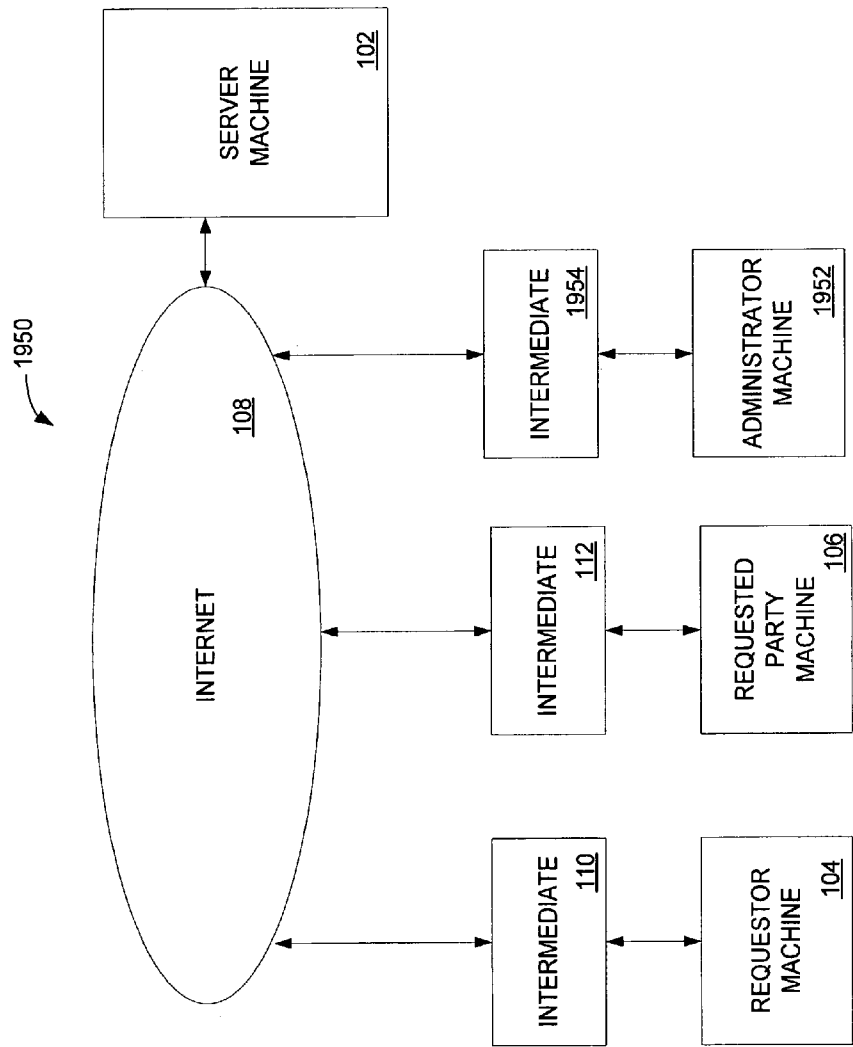 1950
INTERNET
108
SERVER
MACHINE
102
INTERMEDIATE
110
INTERMEDIATE
112
INTERMEDIATE
1954
REQUESTOR
MACHINE
104
REQUESTED
PARTY
MACHINE
106
ADMINISTRATOR
MACHINE
1952